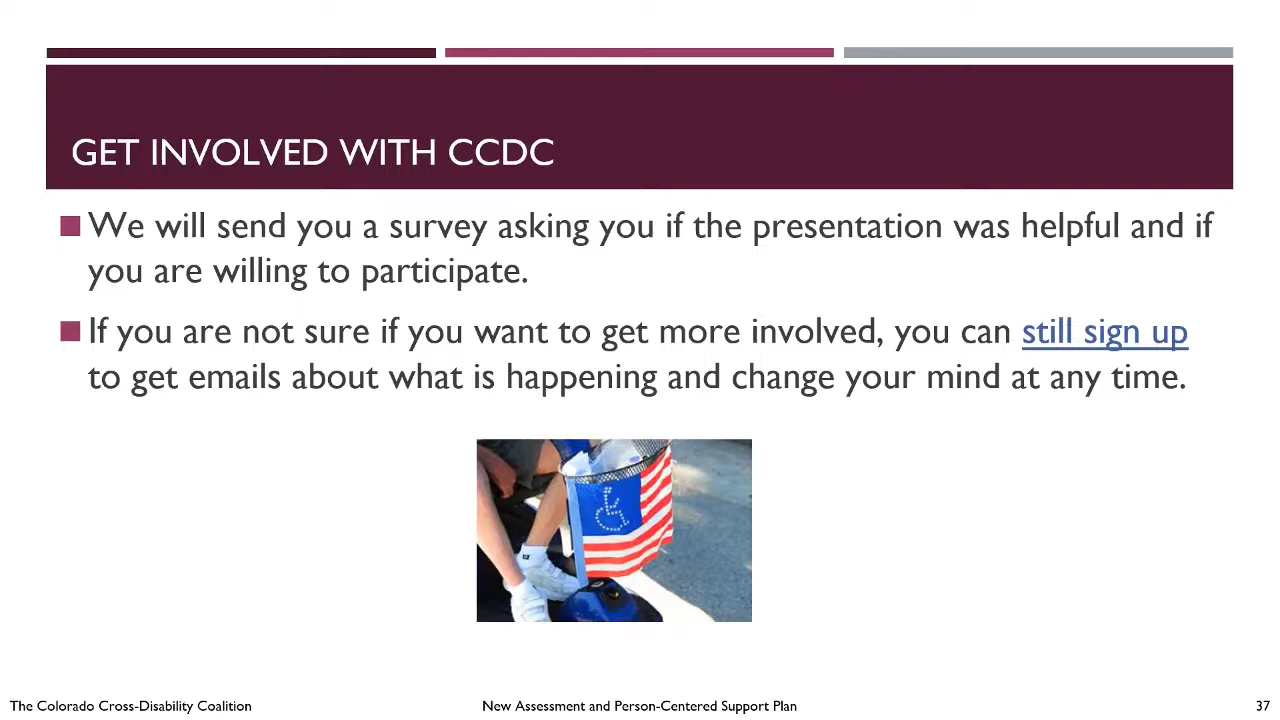 GET INVOLVED WITH CCDC
We will send you a survey asking you if the presentation was helpful and if
you are willing to participate.
If you are not sure if you want to get more involved, you can still sign up
to get emails about what is happening and change your mind at any time.
The Colorado Cross-Disability Coalition
New Assessment and Person-Centered Support Plan
37